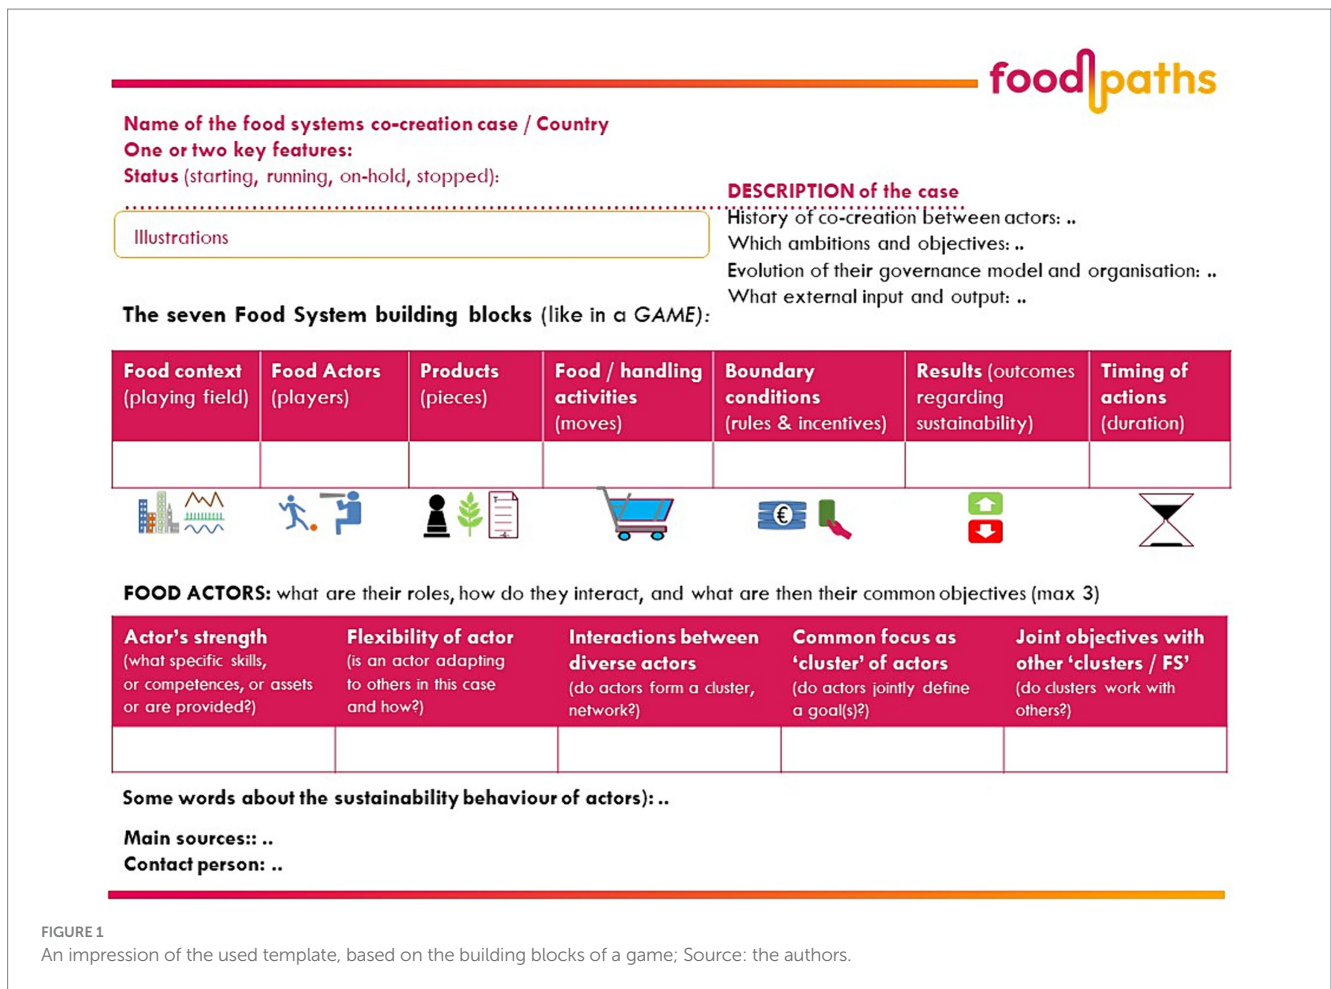 foodpaths
Name of the food systems co-creation case / Country
One or two key features:
Status (starting, running, on-hold, stopped):
Illustrations
DESCRIPTION of the case
History of co-creation between actors: ..
Which ambitions and objectives: ..
Evolution of their governance model and organisation: ..
What external input and output: ..
The seven Food System building blocks (like in a GAME):
Food context
(playing field)
Food Actors
(players)
Products
(pieces)
Food / handling
activities
(moves)
Boundary
conditions
(rules & incentives)
Results (outcomes
regarding
sustainability)
Timing of
actions
(duration)
€
FOOD ACTORS: what are their roles, how do they interact, and what are then their common objectives (max 3)
Actor's strength
(what specific skills,
or competences, or assets
or are provided?)
Flexibility of actor
(is an actor adapting
to others in this case
and how?)
Interactions between
diverse actors
(do actors form a cluster,
network?)
Common focus as
‘cluster’ of actors
(do actors jointly define
a goal(s)?)
Joint objectives with
other ‘clusters / FS’
(do clusters work with
others?)
Some words about the sustainability behaviour of actors): ..
Main sources:: ..
Contact person: ..
FIGURE 1
An impression of the used template, based on the building blocks of a game; Source: the authors.